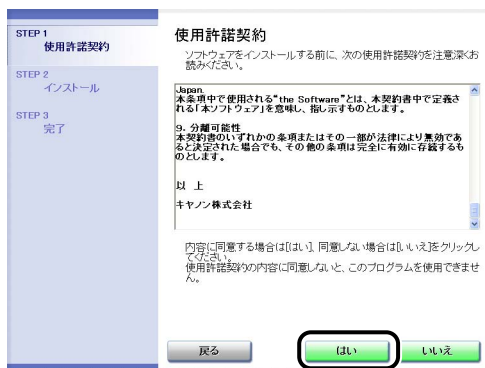 STEP 1
使用許諾契約
STEP 2
インストール
STEP 3
完了
使用許諾契約
ソフトウェアをインストールする前に、次の使用許諾契約を注意深くお
読みください。
Japan.
本条項中で使用される“the Software”とは、本契約書中で定義さ
れる「本ソフトウェア」を意味し、指し示すものとします。
9. 分離可能性
本契約書のいずれかの条項またはその一部が法律により無効であ
ると決定された場合でも、その他の条項は完全に有効に存続するも
のとします。
以 上
キヤノン株式会社
内容に同意する場合は[はい]、同意しない場合は[いいえ]をクリックし
てください。
使用許諾契約の内容に同意しないと、このプログラムを使用できませ
ん。
戻る
はい
いいえ